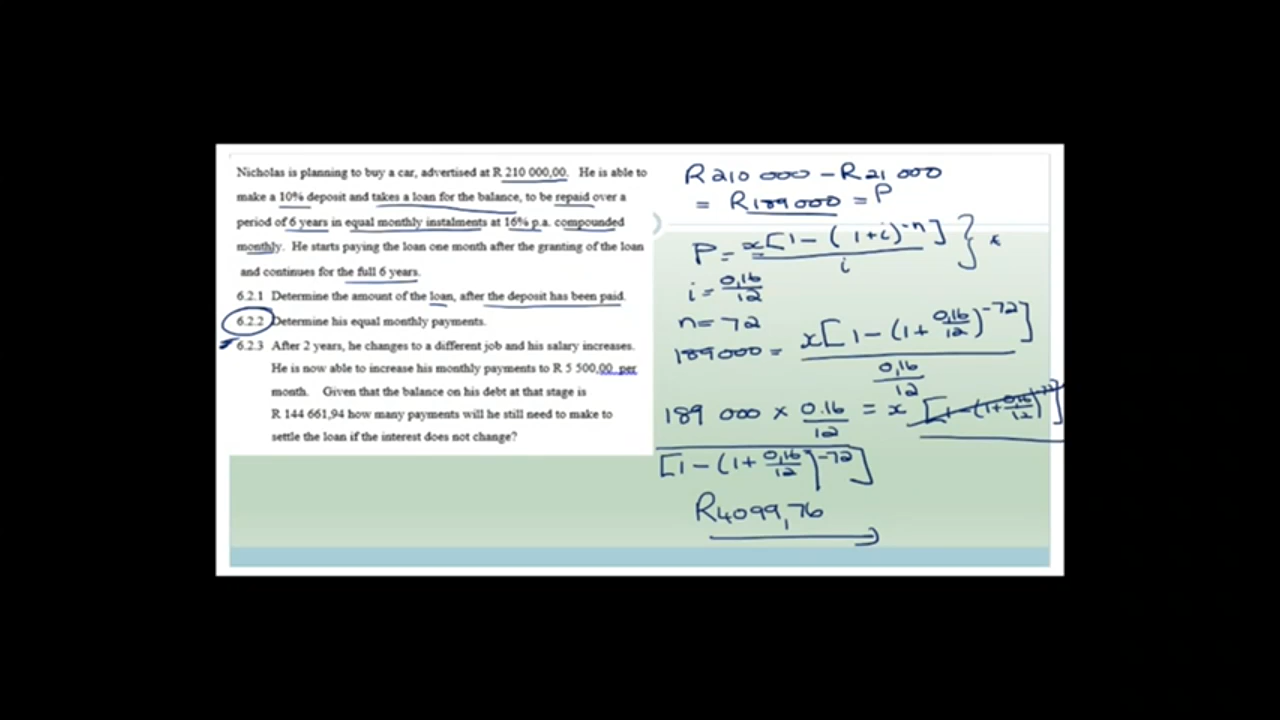 Nicholas is planning to buy a car, advertised at R 210 000,00. He is able to
make a 10% deposit and takes a loan for the balance, to be repaid over a
period of 6 years in equal monthly instalments at 16% p.a. compounded
monthly. He starts paying the loan one month after the granting of the loan
and continues for the full 6 years.
6.2.1 Determine the amount of the loan, after the deposit has been paid.
6.2.2 Determine his equal monthly payments.
6.2.3 After 2 years, he changes to a different job and his salary increases.
He is now able to increase his monthly payments to R 5 500,00 per
month. Given that the balance on his debt at that stage is
R 144 661,94 how many payments will he still need to make to
settle the loan if the interest does not change?
R210 000 - R21 000
= R189000 = P
P = x[1 - (1+i)^-n] / i } *
i = 0,16/12
n = 72
189000 = x[1 - (1 + 0,16/12)^-72] / 0,16/12
189 000 × 0.16/12 = x [1 - (1 + 0,16/12)^-72]
[1 - (1 + 0,16/12)^-72]
R4099,76